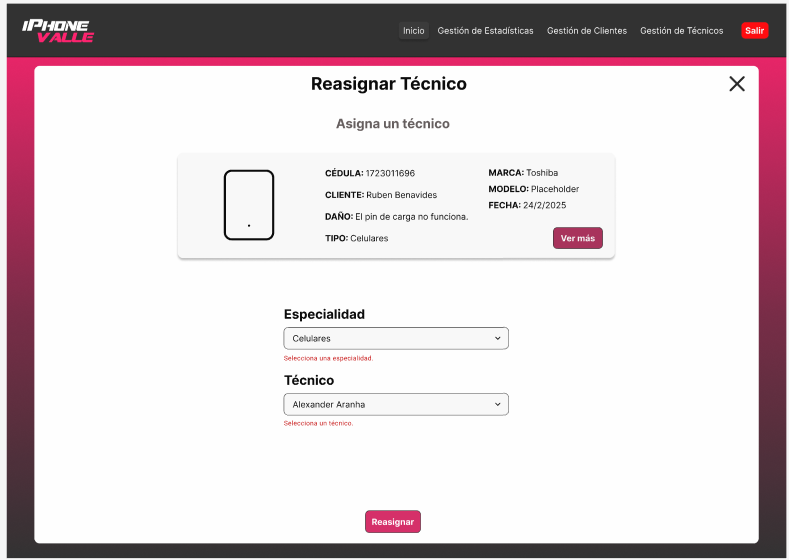 iPHONE
VALLE
Inicio Gestión de Estadísticas Gestión de Clientes Gestión de Técnicos Salir
Reasignar Técnico
Asigna un técnico
CÉDULA: 1723011696
CLIENTE: Ruben Benavides
DAÑO: El pin de carga no funciona.
TIPO: Celulares
MARCA: Toshiba
MODELO: Placeholder
FECHA: 24/2/2025
Ver más
Especialidad
Celulares
Selecciona una especialidad.
Técnico
Alexander Aranha
Selecciona un técnico.
Reasignar